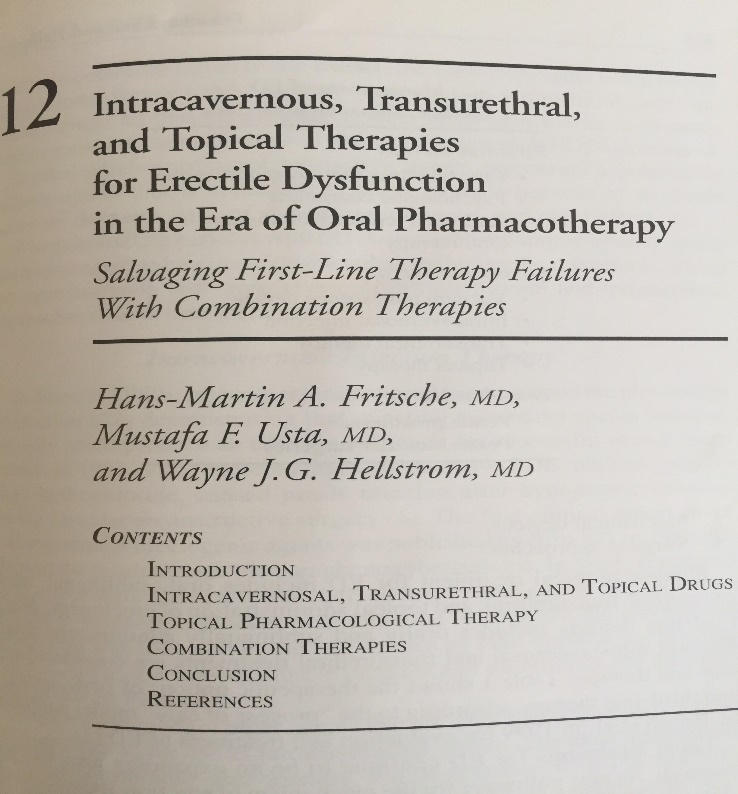 12
Intracavernous, Transurethral,
and Topical Therapies
for Erectile Dysfunction
in the Era of Oral Pharmacotherapy
Salvaging First-Line Therapy Failures
With Combination Therapies
Hans-Martin A. Fritsche, MD,
Mustafa F. Usta, MD,
and Wayne J.G. Hellstrom, MD
CONTENTS
INTRODUCTION
INTRACAVERNOSAL, TRANSURETHRAL, AND TOPICAL DRUGS
TOPICAL PHARMACOLOGICAL THERAPY
COMBINATION THERAPIES
CONCLUSION
REFERENCES